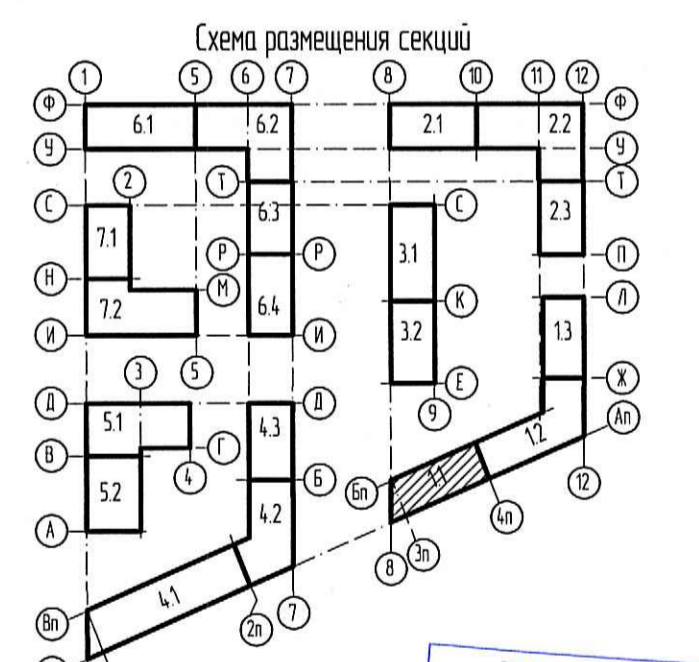 Схема размещения секций
1 5 6 7 8 10 11 12
Ф 6.1 6.2 2.1 2.2 Ф
У У
2 Т Т
С 7.1 6.3 С 2.3
Р Р 3.1 П
Н М К Л
7.2 6.4 3.2 1.3
И И
3 5 Е Ж
Д 5.1 4.3 Д 9 Ап
Г 1.2
В 4 Б Бп 1.1
5.2 4.2 4п 12
А 3п
8
4.1 7
Вп 2п